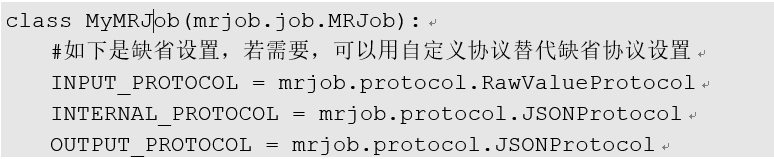 class MyMRJob(mrjob.job.MRJob):
#如下是缺省设置，若需要，可以用自定义协议替代缺省协议设置
INPUT_PROTOCOL = mrjob.protocol.RawValueProtocol
INTERNAL_PROTOCOL = mrjob.protocol.JSONProtocol
OUTPUT_PROTOCOL = mrjob.protocol.JSONProtocol